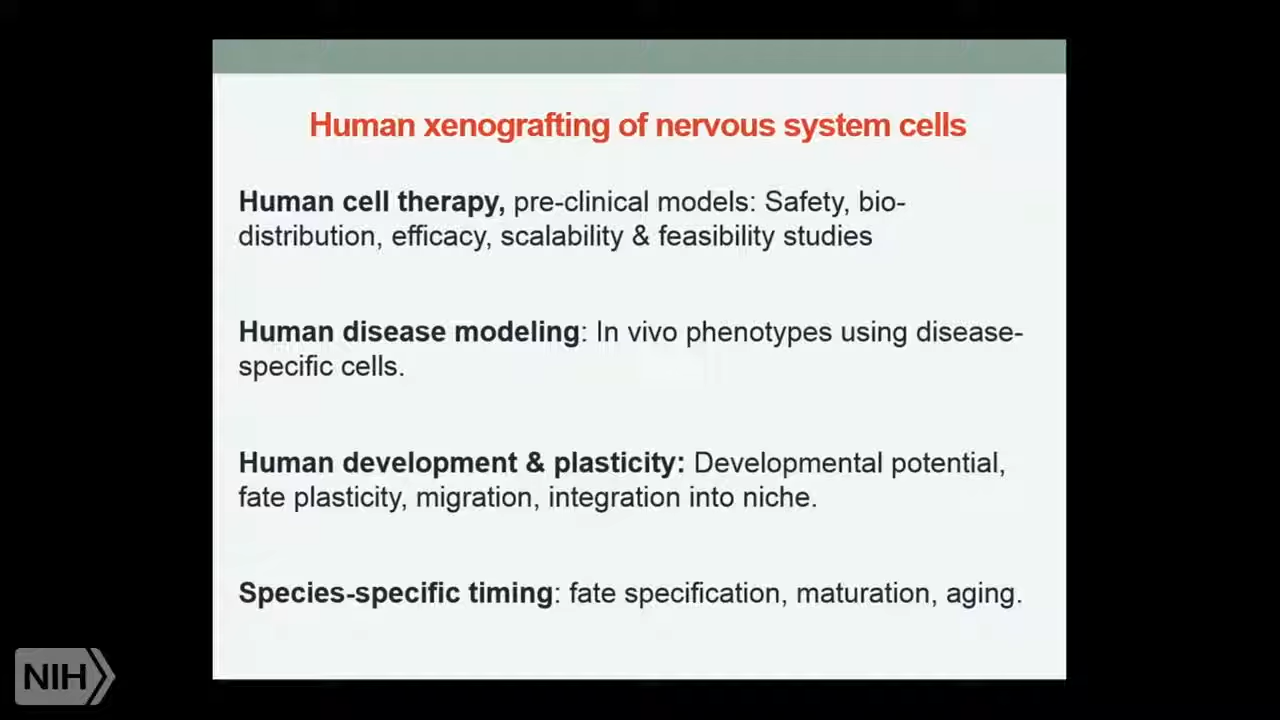 Human xenografting of nervous system cells
Human cell therapy, pre-clinical models: Safety, bio-
distribution, efficacy, scalability & feasibility studies
Human disease modeling: In vivo phenotypes using disease-
specific cells.
Human development & plasticity: Developmental potential,
fate plasticity, migration, integration into niche.
Species-specific timing: fate specification, maturation, aging.
NIH